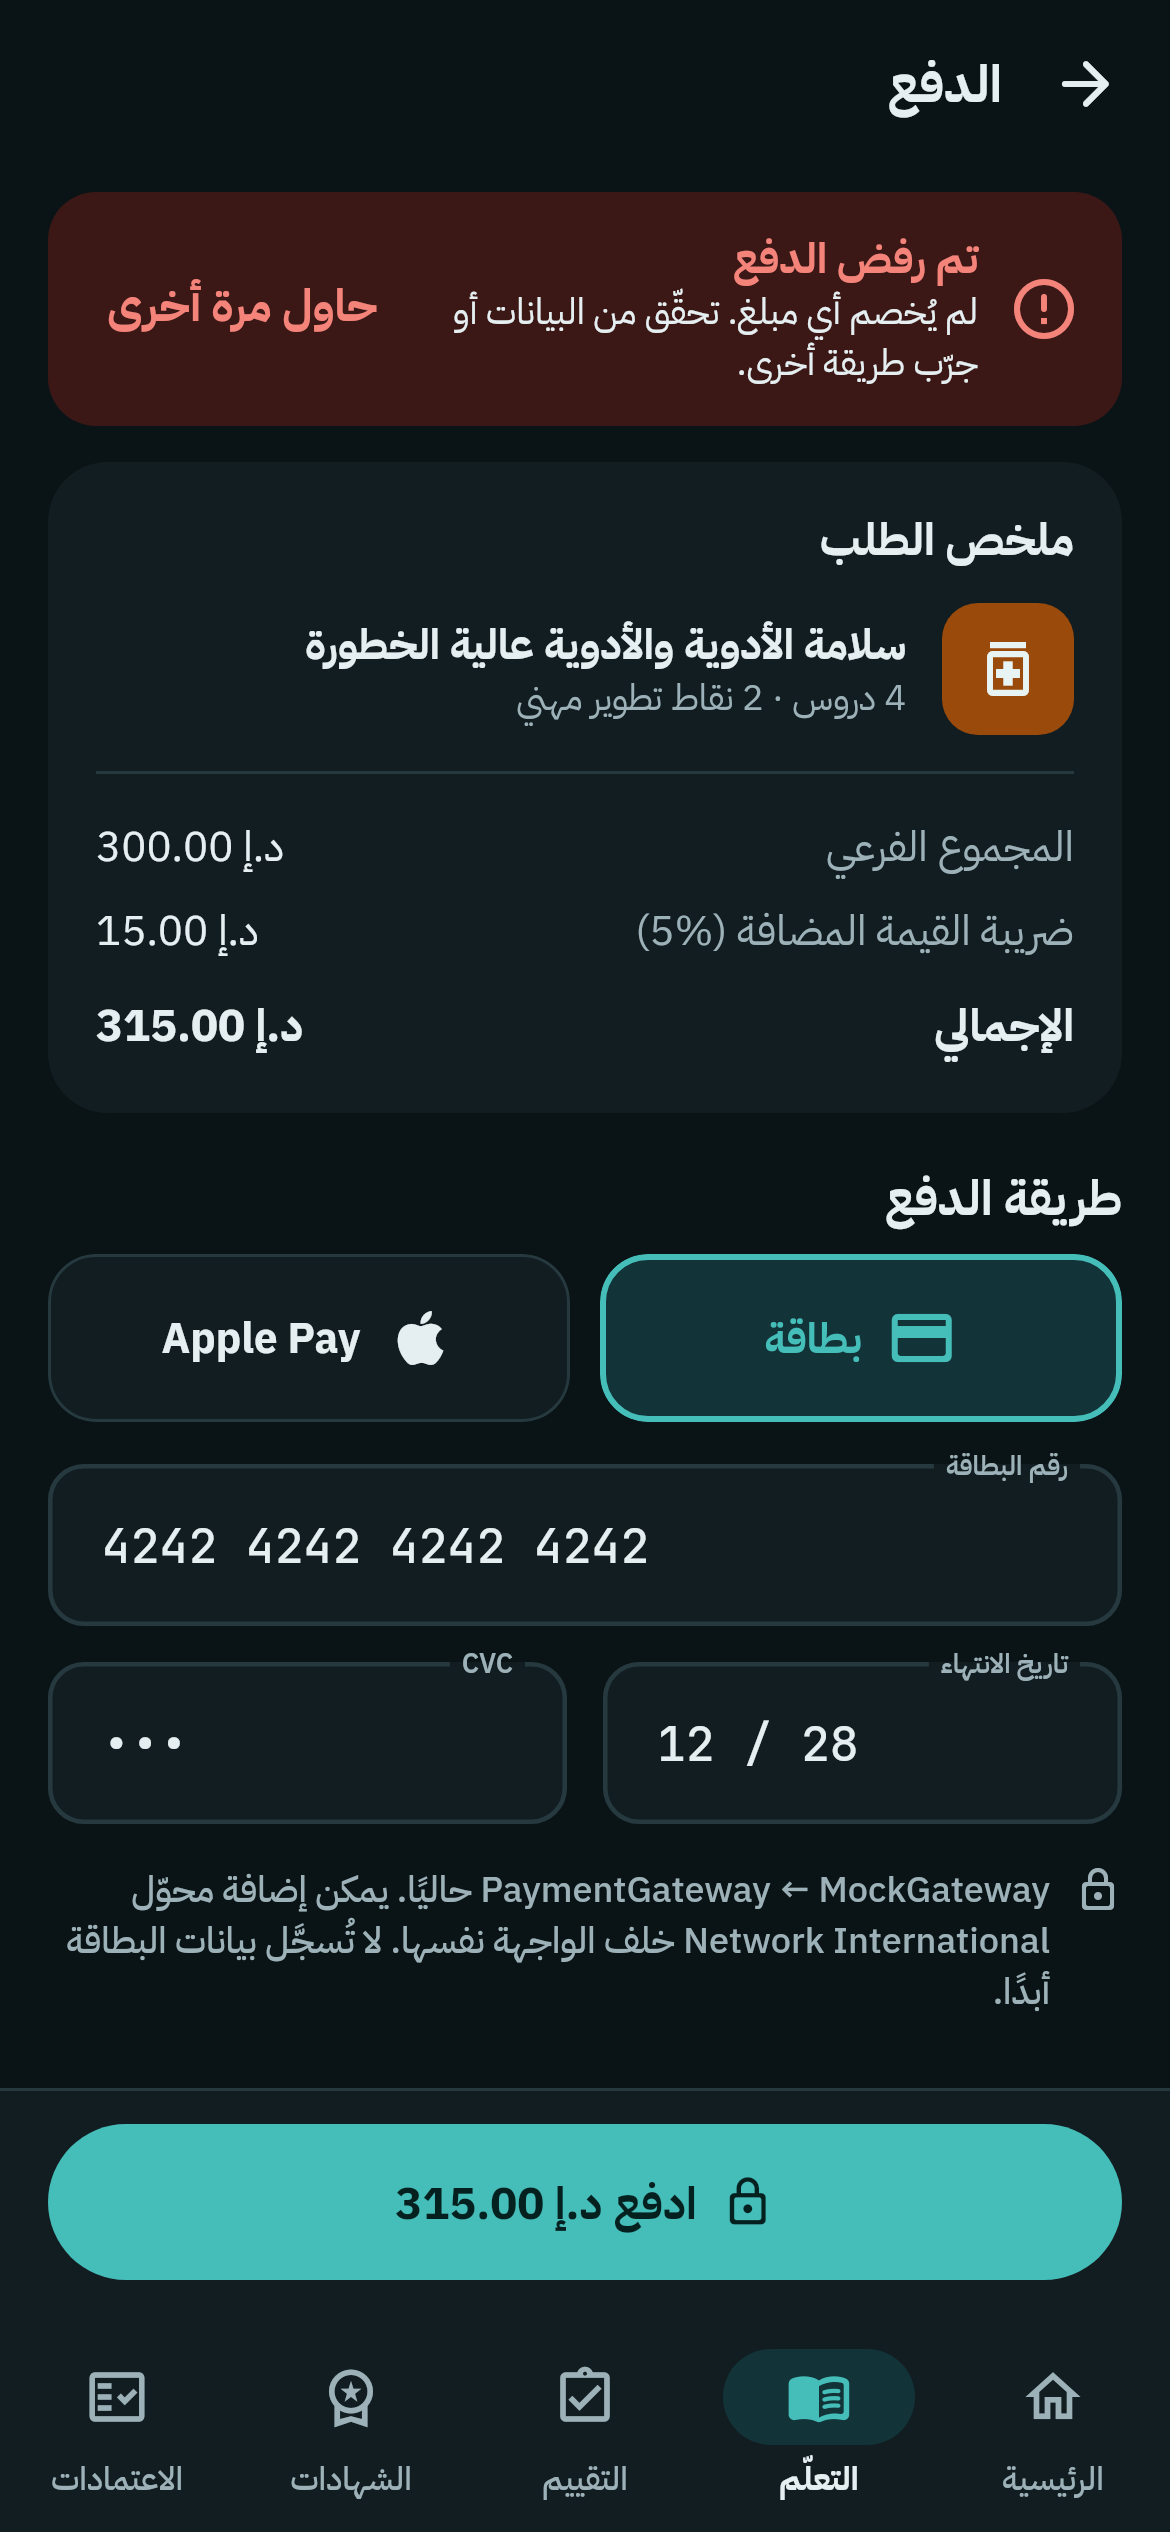 الدفع
تم رفض الدفع
لم يُخصم أي مبلغ. تحقّق من البيانات أو
جرّب طريقة أخرى.
حاول مرة أخرى
ملخص الطلب
سلامة الأدوية والأدوية عالية الخطورة
4 دروس · 2 نقاط تطوير مهني
المجموع الفرعي
د.إ 300.00
ضريبة القيمة المضافة (5%)
د.إ 15.00
الإجمالي
د.إ 315.00
طريقة الدفع
بطاقة
Apple Pay
رقم البطاقة
4242 4242 4242 4242
تاريخ الانتهاء
12 / 28
CVC
•••
PaymentGateway ← MockGateway حاليًا. يمكن إضافة محوّل
Network International خلف الواجهة نفسها. لا تُسجَّل بيانات البطاقة
أبدًا.
ادفع د.إ 315.00
الرئيسية
التعلّم
التقييم
الشهادات
الاعتمادات